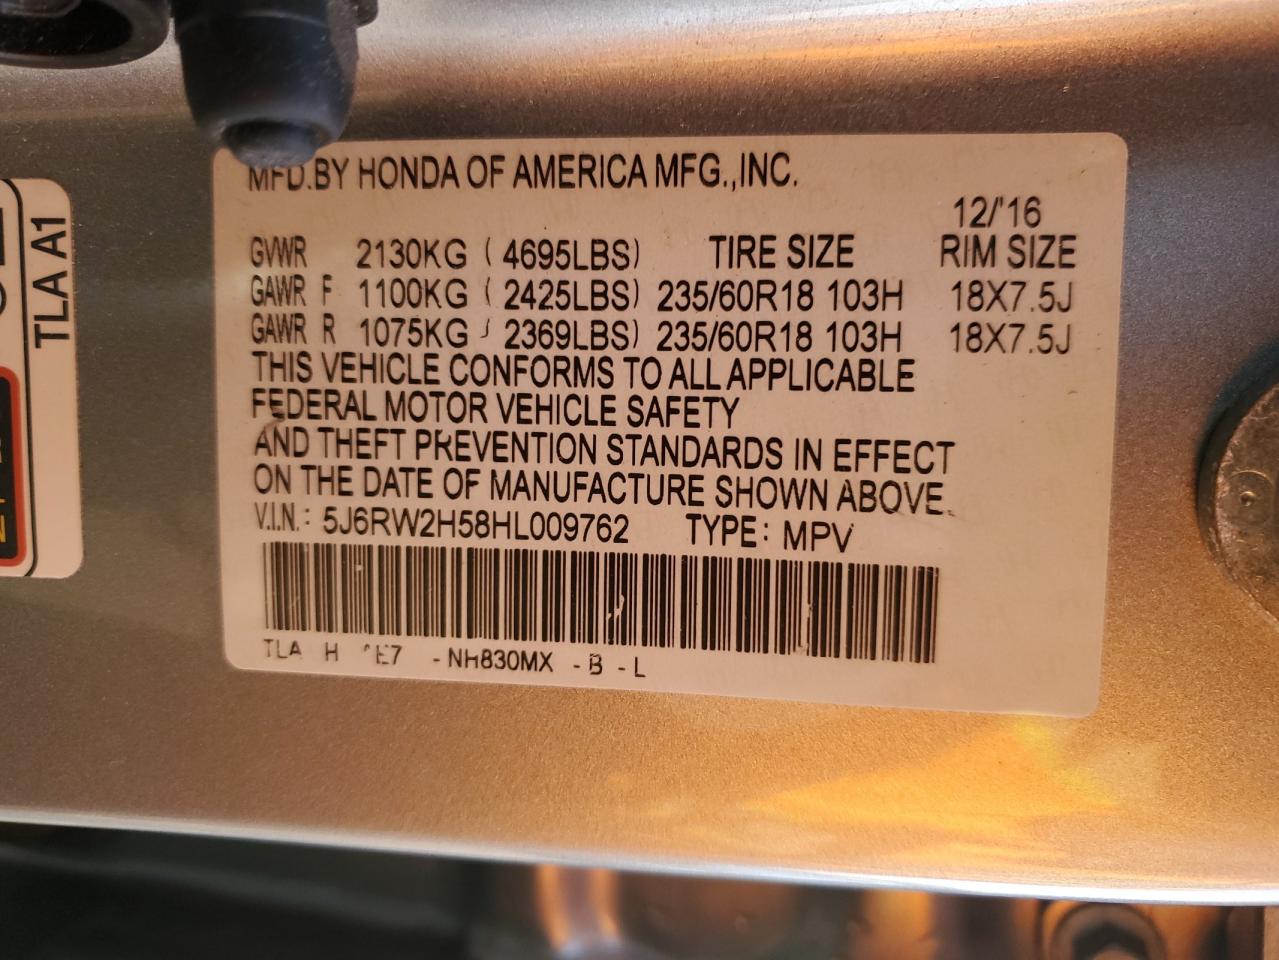 MFD.BY HONDA OF AMERICA MFG.,INC.
12/'16
GVWR 2130KG ( 4695LBS) TIRE SIZE RIM SIZE
GAWR F 1100KG ( 2425LBS) 235/60R18 103H 18X7.5J
GAWR R 1075KG ( 2369LBS) 235/60R18 103H 18X7.5J
THIS VEHICLE CONFORMS TO ALL APPLICABLE
FEDERAL MOTOR VEHICLE SAFETY
AND THEFT PREVENTION STANDARDS IN EFFECT
ON THE DATE OF MANUFACTURE SHOWN ABOVE.
V.I.N.: 5J6RW2H58HL009762 TYPE: MPV
TLA H - NH830MX - B - L
TLA A1